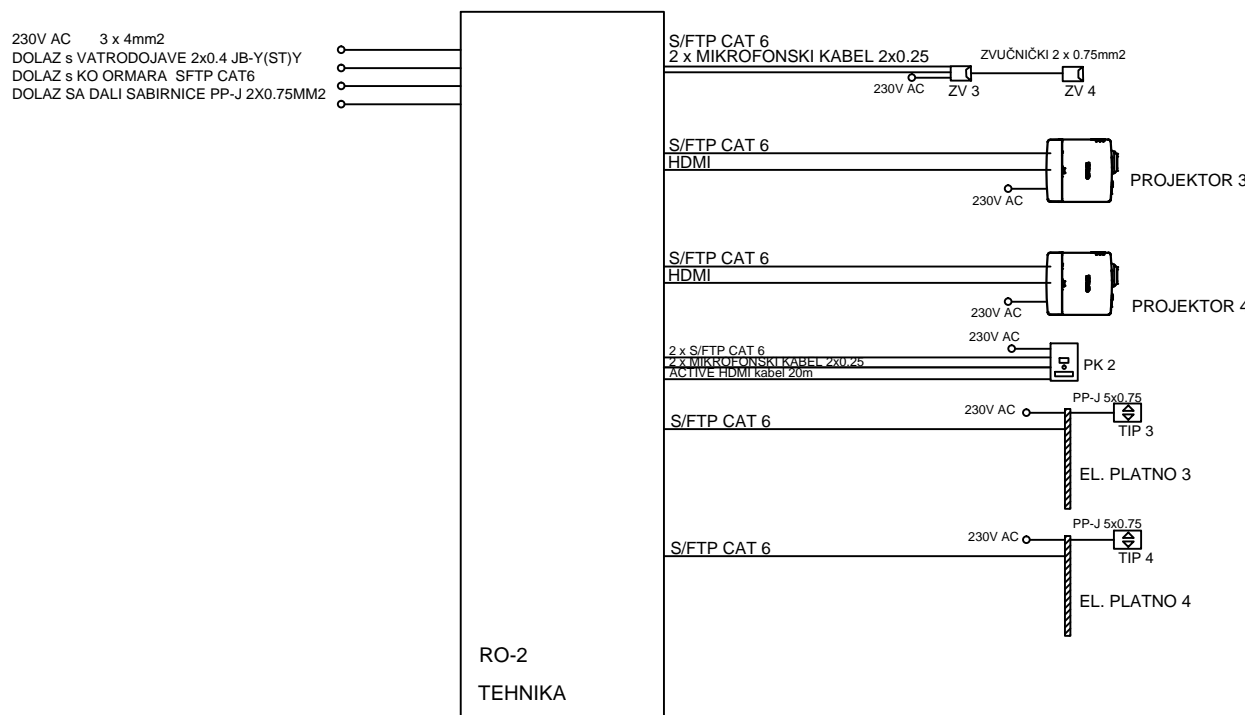 230V AC 3 x 4mm2
DOLAZ s VATRODOJAVE 2x0.4 JB-Y(ST)Y
DOLAZ s KO ORMARA SFTP CAT6
DOLAZ SA DALI SABIRNICE PP-J 2X0.75MM2
S/FTP CAT 6
2 x MIKROFONSKI KABEL 2x0.25
ZVUČNIČKI 2 x 0.75mm2
230V AC
ZV 3
ZV 4
S/FTP CAT 6
HDMI
230V AC
PROJEKTOR 3
S/FTP CAT 6
HDMI
230V AC
PROJEKTOR 4
230V AC
2 x S/FTP CAT 6
2 x MIKROFONSKI KABEL 2x0.25
ACTIVE HDMI kabel 20m
PK 2
PP-J 5x0.75
230V AC
S/FTP CAT 6
TIP 3
EL. PLATNO 3
PP-J 5x0.75
230V AC
S/FTP CAT 6
TIP 4
EL. PLATNO 4
RO-2
TEHNIKA